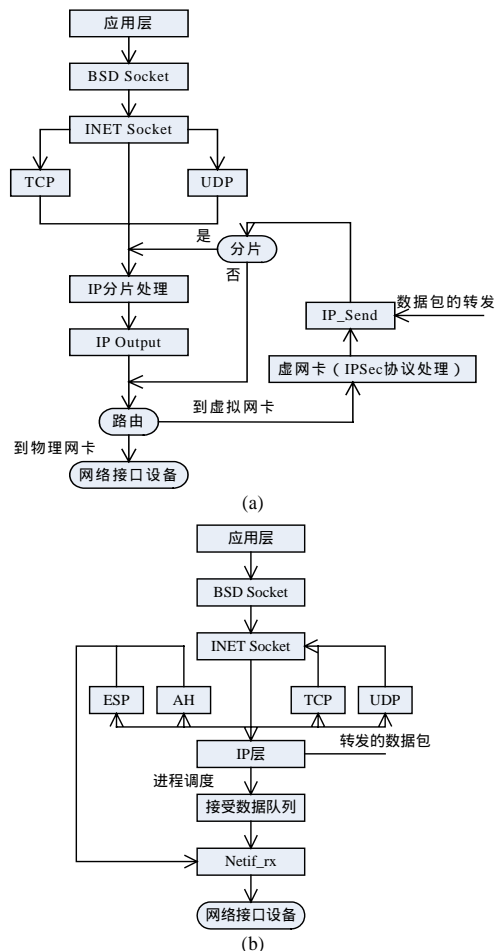 应用层
BSD Socket
INET Socket
TCP
UDP
是
分片
否
IP分片处理
IP_Send
数据包的转发
IP Output
虚网卡（IPSec协议处理）
到虚拟网卡
路由
到物理网卡
网络接口设备
(a)
应用层
BSD Socket
INET Socket
ESP
AH
TCP
UDP
IP层
转发的数据包
进程调度
接受数据队列
Netif_rx
网络接口设备
(b)